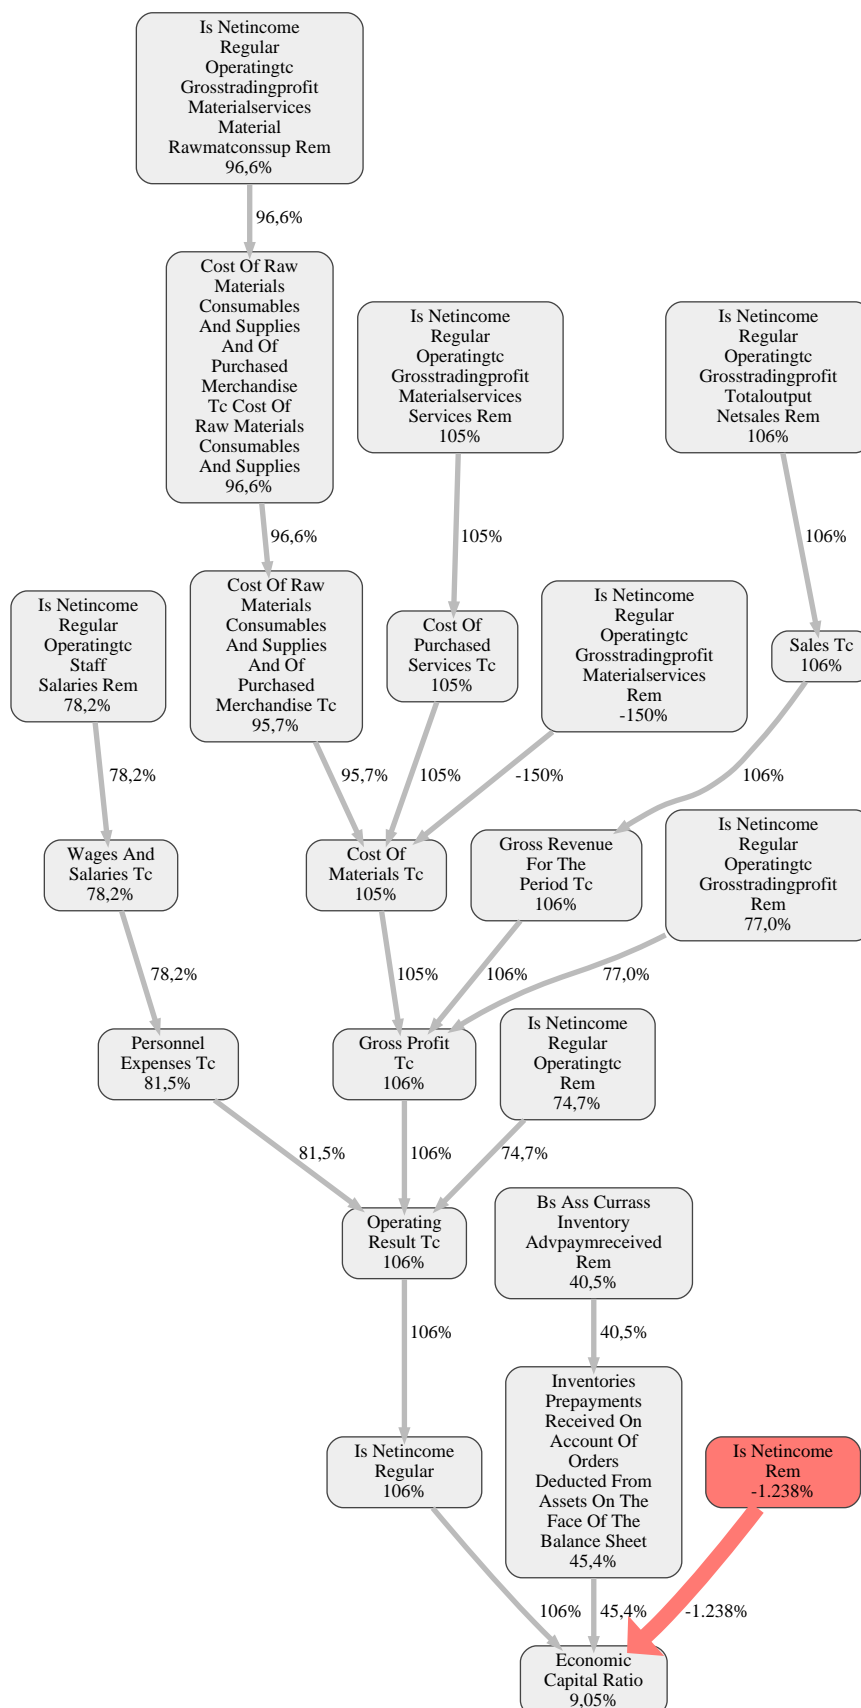 Is Netincome
Regular
Operatingtc
Grosstradingprofit
Materialservices
Material
Rawmatconssup Rem
96,6%
96,6%
Cost Of Raw
Materials
Consumables
And Supplies
And Of
Purchased
Merchandise
Tc Cost Of
Raw Materials
Consumables
And Supplies
96,6%
Is Netincome
Regular
Operatingtc
Grosstradingprofit
Materialservices
Services Rem
105%
Is Netincome
Regular
Operatingtc
Grosstradingprofit
Totaloutput
Netsales Rem
106%
96,6%
105%
106%
Is Netincome
Regular
Operatingtc
Staff
Salaries Rem
78,2%
Cost Of Raw
Materials
Consumables
And Supplies
And Of
Purchased
Merchandise Tc
95,7%
Cost Of
Purchased
Services Tc
105%
Is Netincome
Regular
Operatingtc
Grosstradingprofit
Materialservices
Rem
-150%
Sales Tc
106%
78,2%
95,7%
105%
-150%
106%
Wages And
Salaries Tc
78,2%
Cost Of
Materials Tc
105%
Gross Revenue
For The
Period Tc
106%
Is Netincome
Regular
Operatingtc
Grosstradingprofit
Rem
77,0%
78,2%
105%
106%
77,0%
Personnel
Expenses Tc
81,5%
Gross Profit
Tc
106%
Is Netincome
Regular
Operatingtc
Rem
74,7%
81,5%
106%
74,7%
Operating
Result Tc
106%
Bs Ass Currass
Inventory
Advpaymreceived
Rem
40,5%
106%
40,5%
Is Netincome
Regular
106%
Inventories
Prepayments
Received On
Account Of
Orders
Deducted From
Assets On The
Face Of The
Balance Sheet
45,4%
Is Netincome
Rem
-1.238%
106%
45,4%
-1.238%
Economic
Capital Ratio
9,05%